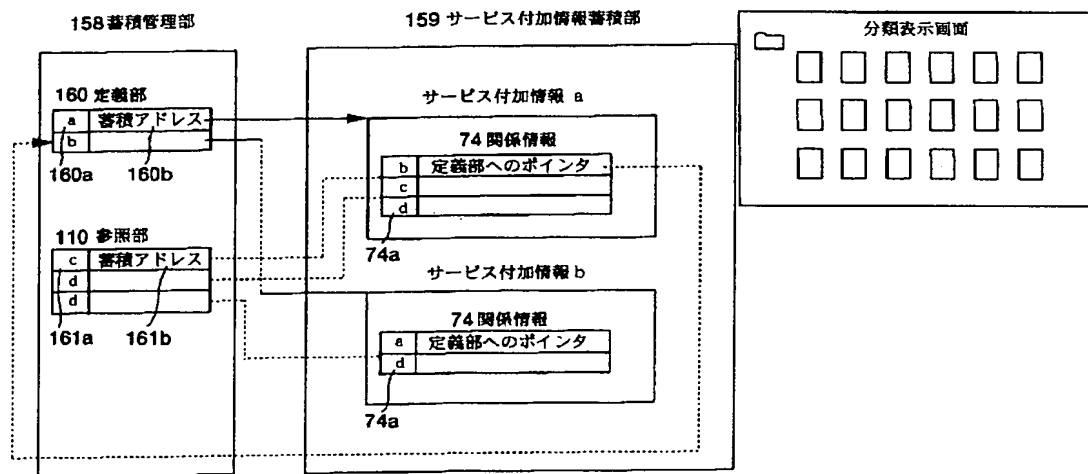 158蓄積管理部
160 定義部
a 蓄積アドレス
b
160a 160b
110 参照部
c 蓄積アドレス
d
d
161a 161b
159 サービス付加情報蓄積部
サービス付加情報 a
74 関係情報
b 定義部へのポインタ
c
d
74a
サービス付加情報 b
74 関係情報
a 定義部へのポインタ
d
74a
分類表示画面